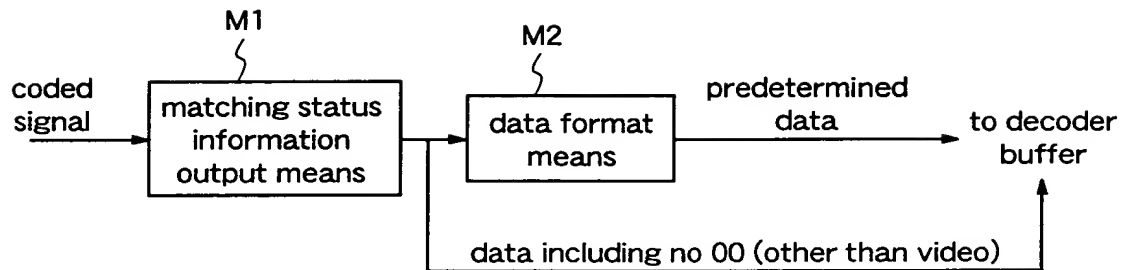 M1
M2
coded
signal
matching status
information
output means
data format
means
predetermined
data
to decoder
buffer
data including no 00 (other than video)